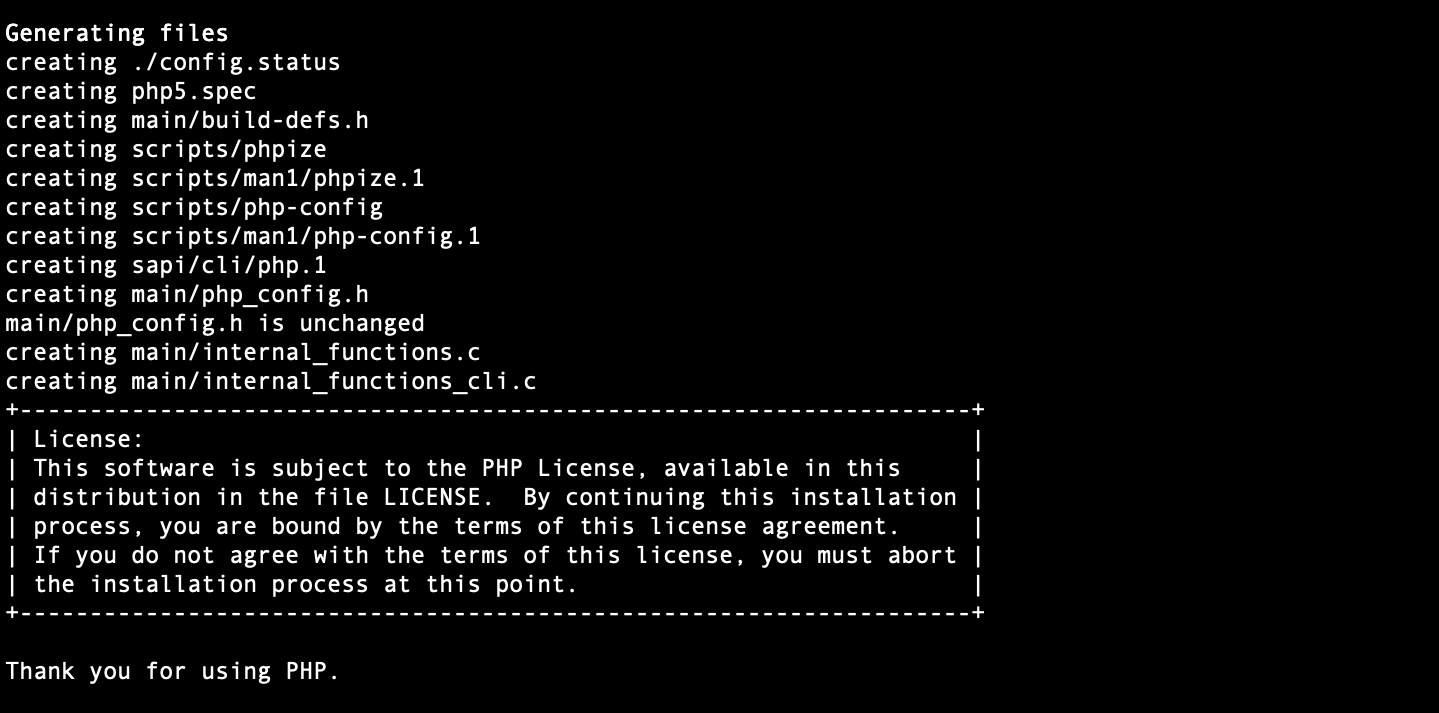 Generating files
creating ./config.status
creating php5.spec
creating main/build-defs.h
creating scripts/phpize
creating scripts/man1/phpize.1
creating scripts/php-config
creating scripts/man1/php-config.1
creating sapi/cli/php.1
creating main/php_config.h
main/php_config.h is unchanged
creating main/internal_functions.c
creating main/internal_functions_cli.c
+--------------------------------------------------------------------+
| License:                                                           |
| This software is subject to the PHP License, available in this     |
| distribution in the file LICENSE.  By continuing this installation |
| process, you are bound by the terms of this license agreement.     |
| If you do not agree with the terms of this license, you must abort |
| the installation process at this point.                            |
+--------------------------------------------------------------------+
Thank you for using PHP.